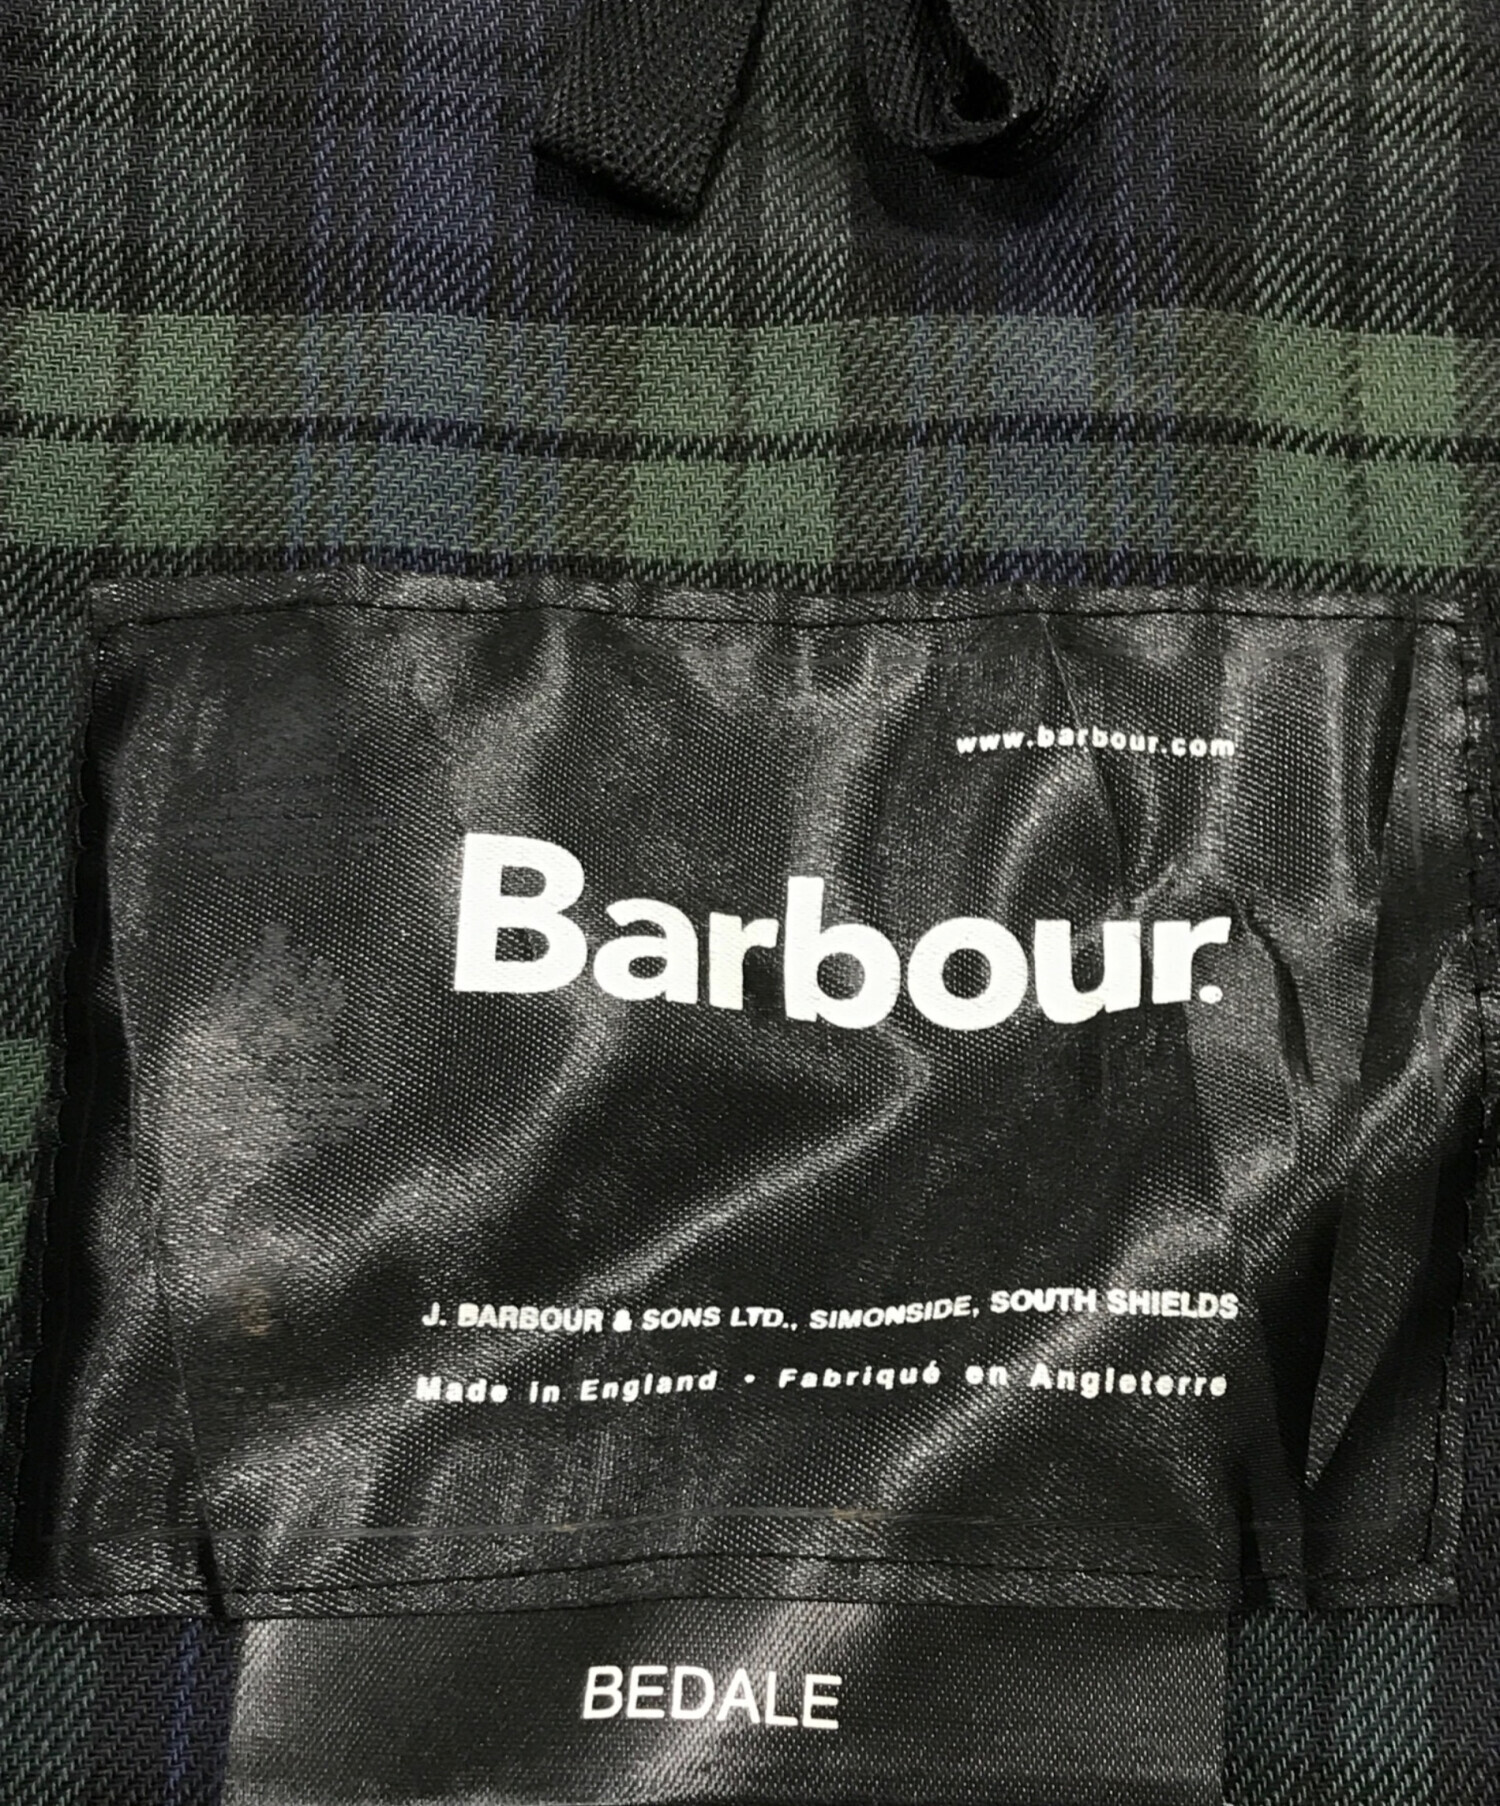 www.barbour.com
Barbour.
J. BARBOUR & SONS LTD., SIMONSIDE, SOUTH SHIELDS
Made in England • Fabriqué en Angleterre
BEDALE